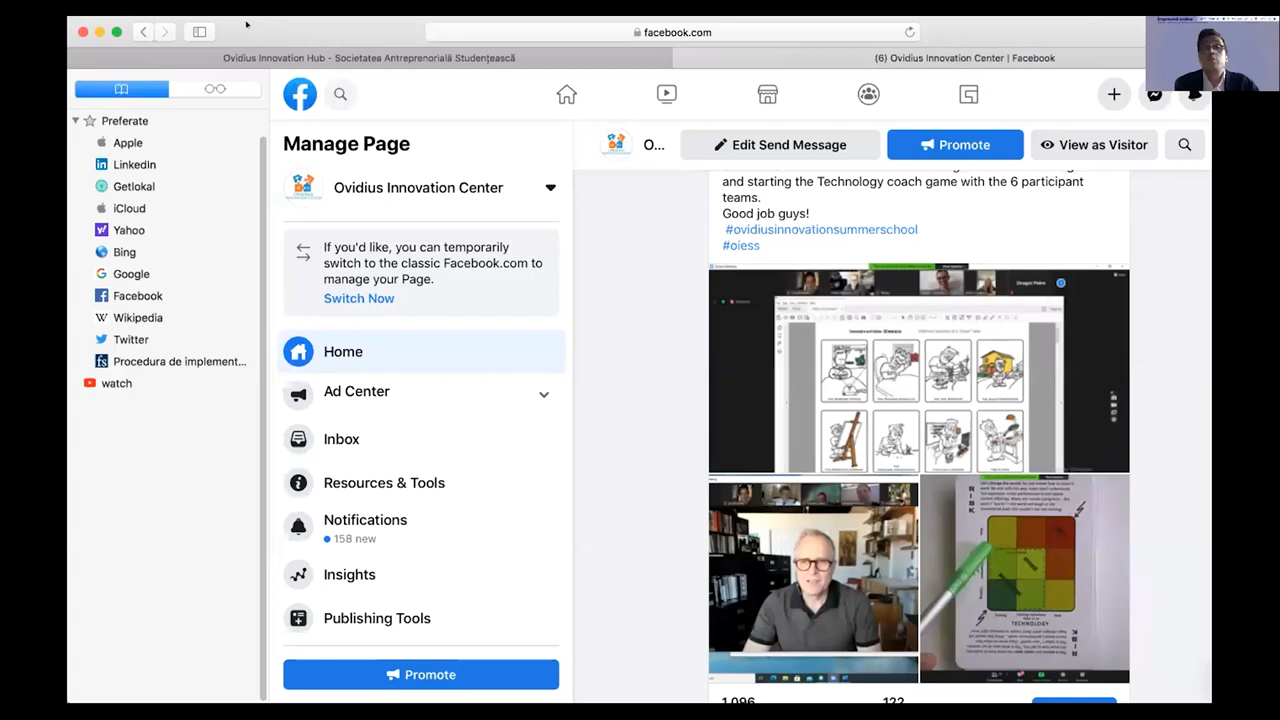 facebook.com
Ovidius Innovation Hub - Societatea Antreprenorială Studențească
(6) Ovidius Innovation Center | Facebook
Preferate
Apple
LinkedIn
Getlokal
iCloud
Yahoo
Bing
Google
Facebook
Wikipedia
Twitter
Procedura de implement...
watch
Manage Page
Ovidius Innovation Center
If you'd like, you can temporarily
switch to the classic Facebook.com to
manage your Page.
Switch Now
Home
Ad Center
Inbox
Resources & Tools
Notifications
158 new
Insights
Publishing Tools
Promote
O...
Edit Send Message
Promote
View as Visitor
and starting the Technology coach game with the 6 participant
teams.
Good job guys!
#ovidiusinnovationsummerschool
#oiess
RISK
TECHNOLOGY
1,096
122